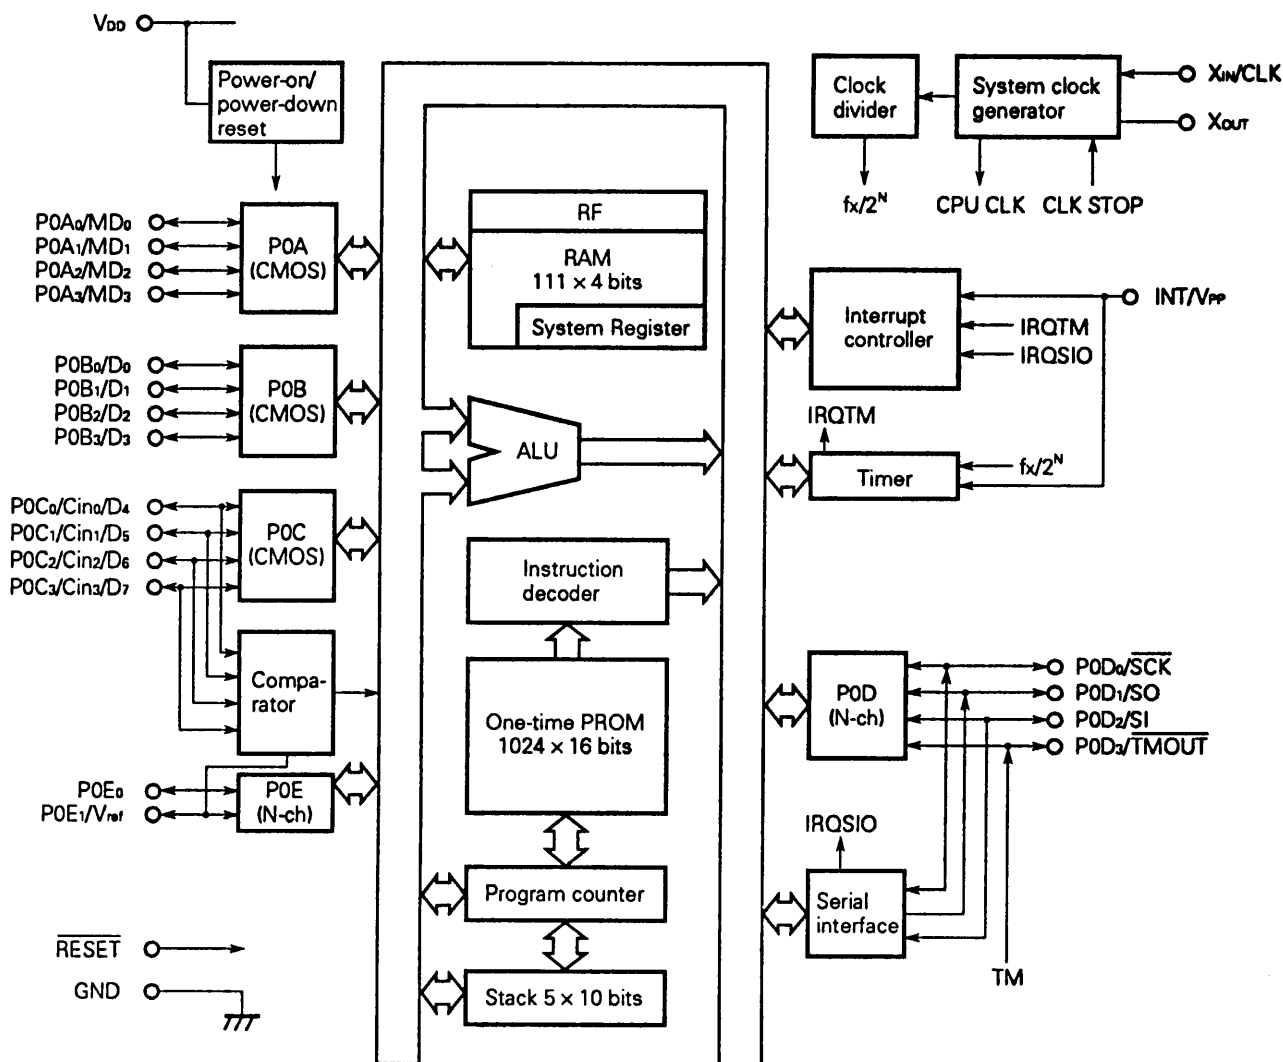 VDD
Power-on/
power-down
reset
P0A0/MD0
P0A1/MD1
P0A2/MD2
P0A3/MD3
P0A
(CMOS)
P0B0/D0
P0B1/D1
P0B2/D2
P0B3/D3
P0B
(CMOS)
P0C0/Cin0/D4
P0C1/Cin1/D5
P0C2/Cin2/D6
P0C3/Cin3/D7
P0C
(CMOS)
Compa-
rator
P0E0
P0E1/Vref
P0E
(N-ch)
RESET
GND
RF
RAM
111 × 4 bits
System Register
ALU
Instruction
decoder
One-time PROM
1024 × 16 bits
Program counter
Stack 5 × 10 bits
Clock
divider
System clock
generator
XIN/CLK
XOUT
fx/2N
CPU CLK
CLK STOP
Interrupt
controller
INT/VPP
IRQTM
IRQSIO
IRQTM
Timer
fx/2N
P0D
(N-ch)
P0D0/SCK
P0D1/SO
P0D2/SI
P0D3/TMOUT
IRQSIO
Serial
interface
TM